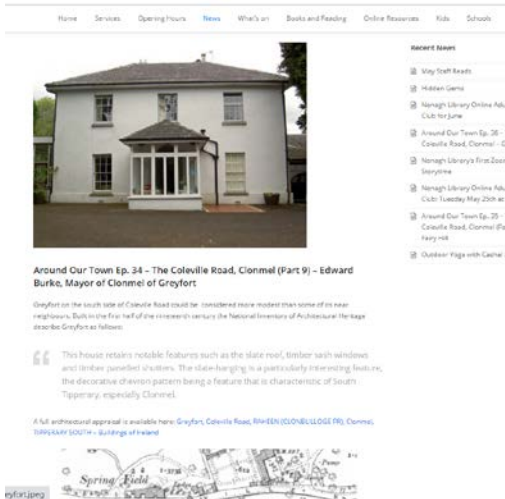 Home Services Opening Hours News What's on Books and Reading Online Resources Kids Schools
Recent News
May Staff Reads
Hidden Gems
Nenagh Library Online Adu
Club for June
Around Our Town Ep. 36 –
Coleville Road, Clonmel – G
Nenagh Library's First Zoo
Storytime
Nenagh Library Online Adu
Club: Tuesday May 25th at
Around Our Town Ep. 35 –
Coleville Road, Clonmel (Pa
Fairy Hill
Outdoor Yoga with Cashel
Around Our Town Ep. 34 – The Coleville Road, Clonmel (Part 9) – Edward
Burke, Mayor of Clonmel of Greyfort
Greyfort on the south side of Coleville Road could be considered more modest than some of its near
neighbours. Built in the first half of the nineteenth century the National Inventory of Architectural Heritage
describe Greyfort as follows:
This house retains notable features such as the slate roof, timber sash windows
and timber panelled shutters. The slate-hanging is a particularly interesting feature,
the decorative chevron pattern being a feature that is characteristic of South
Tipperary, especially Clonmel.
A full architectural appraisal is available here: Greyfort, Coleville Road, Clonmel,
TIPPERARY SOUTH – Buildings of Ireland
Spring Field
Pump
eyfort.jpeg